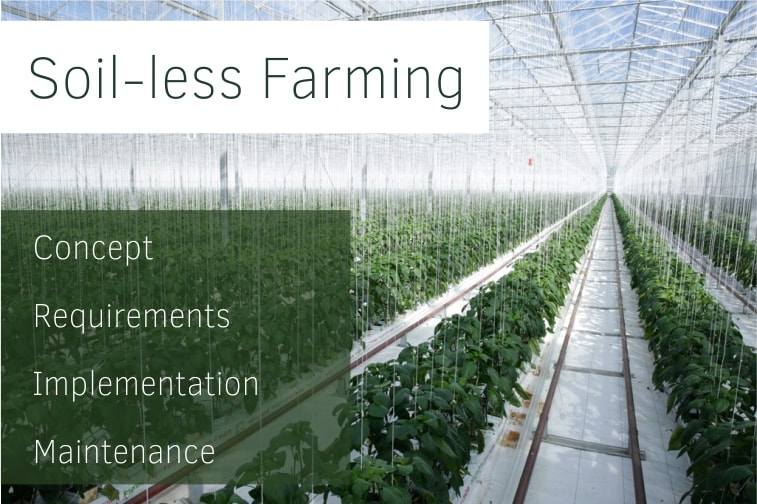 Soil-less Farming
Concept
Requirements
Implementation
Maintenance